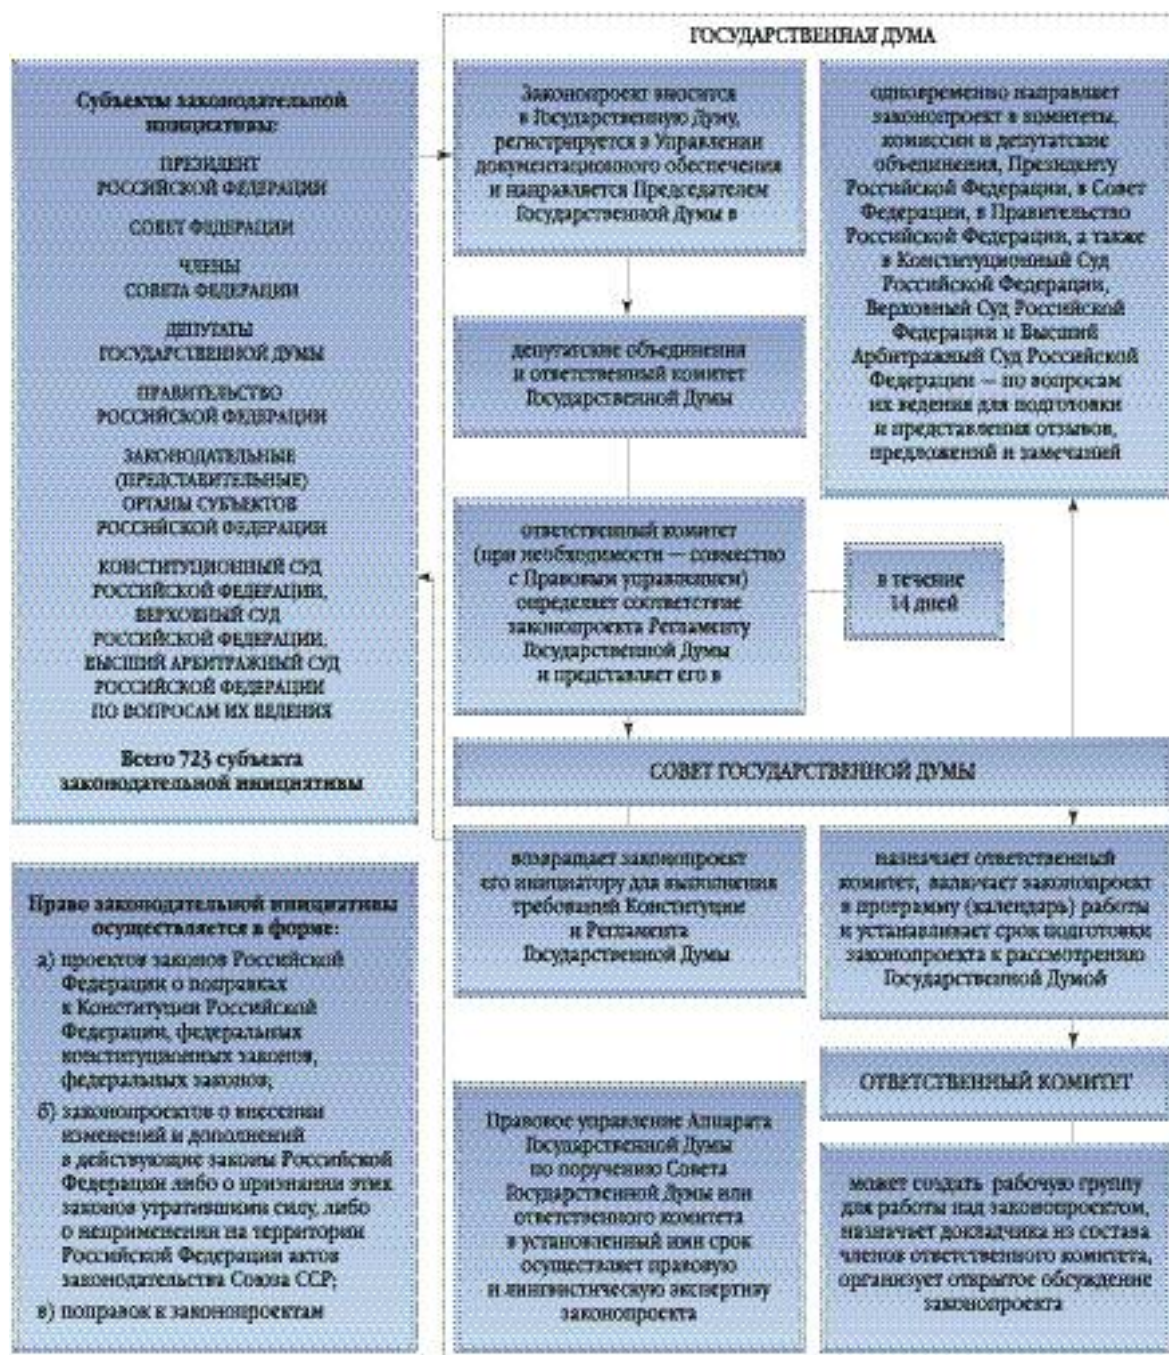 ГОСУДАРСТВЕННАЯ ДУМА
Субъекты законодательной
инициативы:
ПРЕЗИДЕНТ
РОССИЙСКОЙ ФЕДЕРАЦИИ
СОВЕТ ФЕДЕРАЦИИ
ЧЛЕНЫ
СОВЕТА ФЕДЕРАЦИИ
ДЕПУТАТЫ
ГОСУДАРСТВЕННОЙ ДУМЫ
ПРАВИТЕЛЬСТВО
РОССИЙСКОЙ ФЕДЕРАЦИИ
ЗАКОНОДАТЕЛЬНЫЕ
(ПРЕДСТАВИТЕЛЬНЫЕ)
ОРГАНЫ СУБЪЕКТОВ
РОССИЙСКОЙ ФЕДЕРАЦИИ
КОНСТИТУЦИОННЫЙ СУД
РОССИЙСКОЙ ФЕДЕРАЦИИ,
ВЕРХОВНЫЙ СУД
РОССИЙСКОЙ ФЕДЕРАЦИИ,
ВЫСШИЙ АРБИТРАЖНЫЙ СУД
РОССИЙСКОЙ ФЕДЕРАЦИИ
ПО ВОПРОСАМ ИХ ВЕДЕНИЯ
Всего 723 субъекта
законодательной инициативы
Право законодательной инициативы
осуществляется в форме:
а) проектов законов Российской
Федерации о поправках
к Конституции Российской
Федерации, федеральных
конституционных законов,
федеральных законов;
б) законопроектов о внесении
изменений и дополнений
в действующие законы Российской
Федерации либо о признании этих
законов утратившими силу, либо
о неприменении на территории
Российской Федерации актов
законодательства Союза ССР;
в) поправок к законопроектам
Законопроект вносится
в Государственную Думу,
регистрируется в Управлении
документационного обеспечения
и направляется Председателем
Государственной Думы в
депутатские объединения
и ответственный комитет
Государственной Думы
ответственный комитет
(при необходимости — совместно
с Правовым управлением)
определяет соответствие
законопроекта Регламенту
Государственной Думы
и представляет его в
в течение
14 дней
одновременно направляет
законопроект в комитеты,
комиссии и депутатские
объединения, Президенту
Российской Федерации, в Совет
Федерации, в Правительство
Российской Федерации, а также
в Конституционный Суд
Российской Федерации,
Верховный Суд Российской
Федерации и Высший
Арбитражный Суд Российской
Федерации — по вопросам
их ведения для подготовки
и представления отзывов,
предложений и замечаний
СОВЕТ ГОСУДАРСТВЕННОЙ ДУМЫ
возвращает законопроект
его инициатору для выполнения
требований Конституции
и Регламента
Государственной Думы
назначает ответственный
комитет, включает законопроект
в программу (календарь) работы
и устанавливает срок подготовки
законопроекта к рассмотрению
Государственной Думой
ОТВЕТСТВЕННЫЙ КОМИТЕТ
Правовое управление Аппарата
Государственной Думы
по поручению Совета
Государственной Думы или
ответственного комитета
в установленный ими срок
осуществляет правовую
и лингвистическую экспертизу
законопроекта
может создать рабочую группу
для работы над законопроектом,
назначает докладчика из состава
членов ответственного комитета,
организует открытое обсуждение
законопроекта